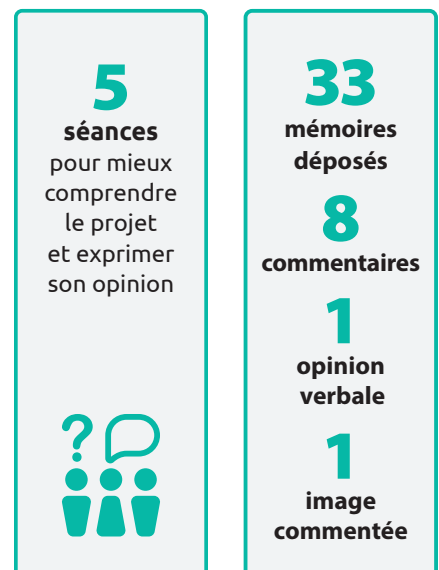 5
séances
pour mieux
comprendre
le projet
et exprimer
son opinion
?
33
mémoires
déposés
8
commentaires
1
opinion
verbale
1
image
commentée